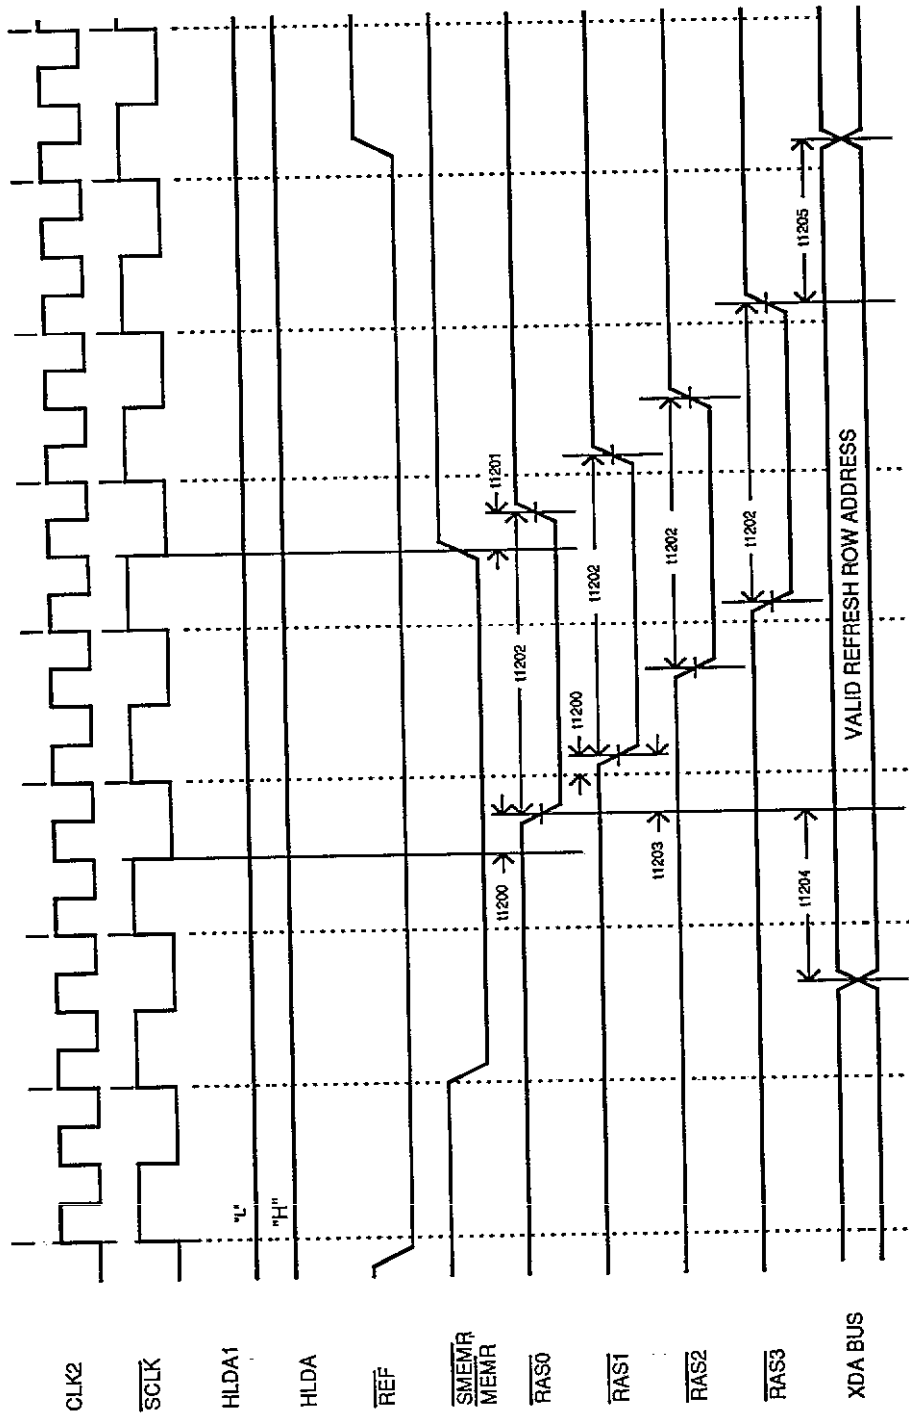 CLK2
SCLK
HLDA1
"L"
HLDA
"H"
REF
SMEMR
MEMR
RAS0
t1200
t1202
t1201
RAS1
t1200
t1202
RAS2
t1203
t1202
RAS3
t1202
t1204
t1205
XDA BUS
VALID REFRESH ROW ADDRESS